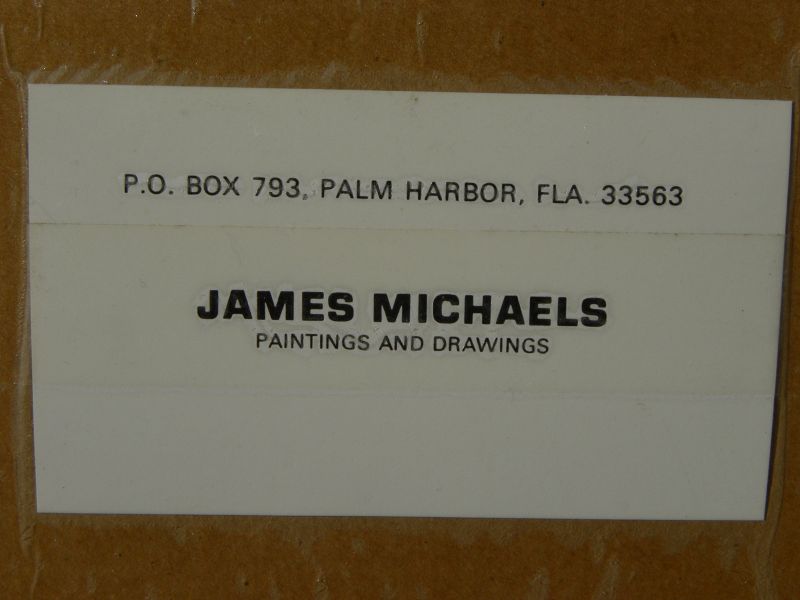 P.O. BOX 793, PALM HARBOR, FLA. 33563
JAMES MICHAELS
PAINTINGS AND DRAWINGS